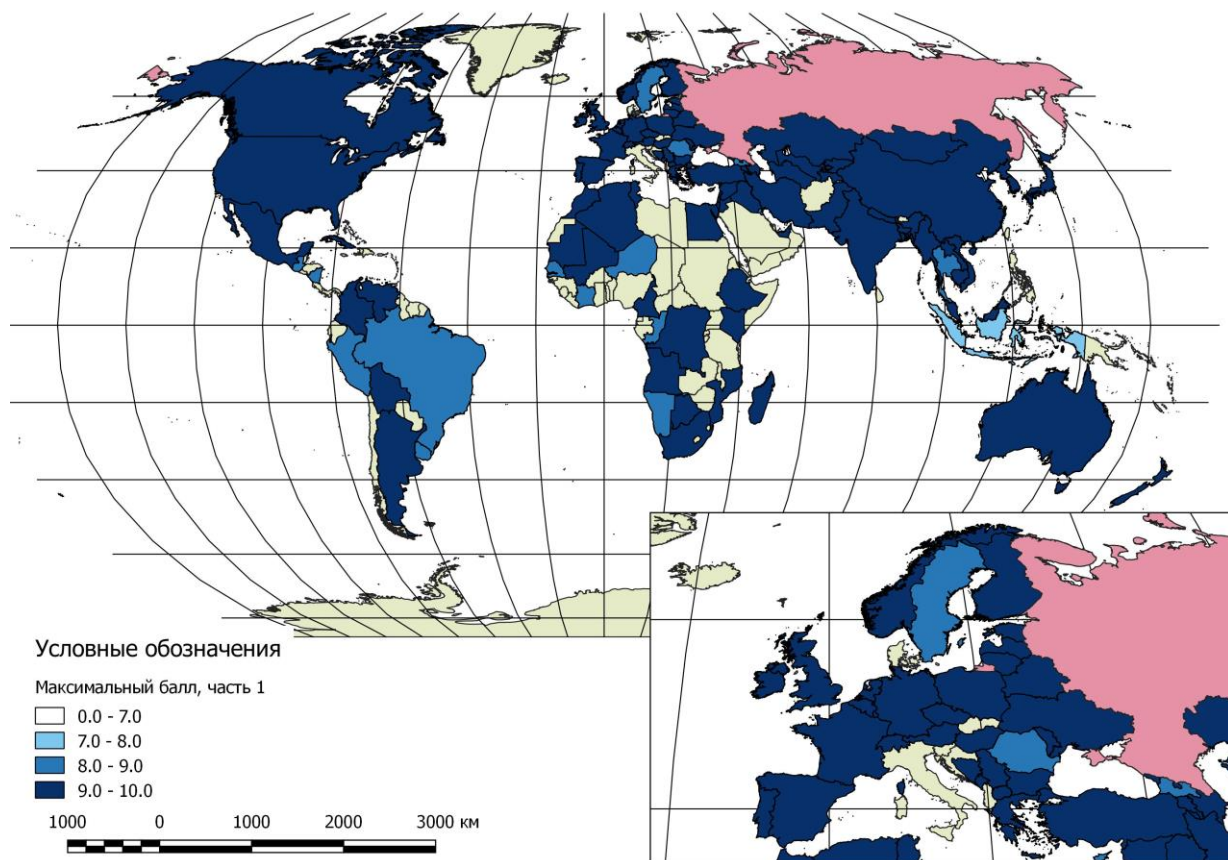 Условные обозначения
Максимальный балл, часть 1
0.0 - 7.0
7.0 - 8.0
8.0 - 9.0
9.0 - 10.0
1000 0 1000 2000 3000 км